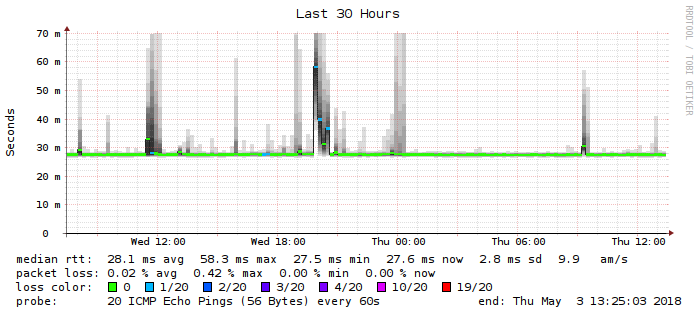 Last 30 Hours
RRDTOOL / TOBI OETIKER
Seconds
70 m
60 m
50 m
40 m
30 m
20 m
10 m
0
Wed 12:00 Wed 18:00 Thu 00:00 Thu 06:00 Thu 12:00
median rtt: 28.1 ms avg 58.3 ms max 27.5 ms min 27.6 ms now 2.8 ms sd 9.9 am/s
packet loss: 0.02 % avg 0.42 % max 0.00 % min 0.00 % now
loss color: 0 1/20 2/20 3/20 4/20 10/20 19/20
probe: 20 ICMP Echo Pings (56 Bytes) every 60s end: Thu May 3 13:25:03 2018